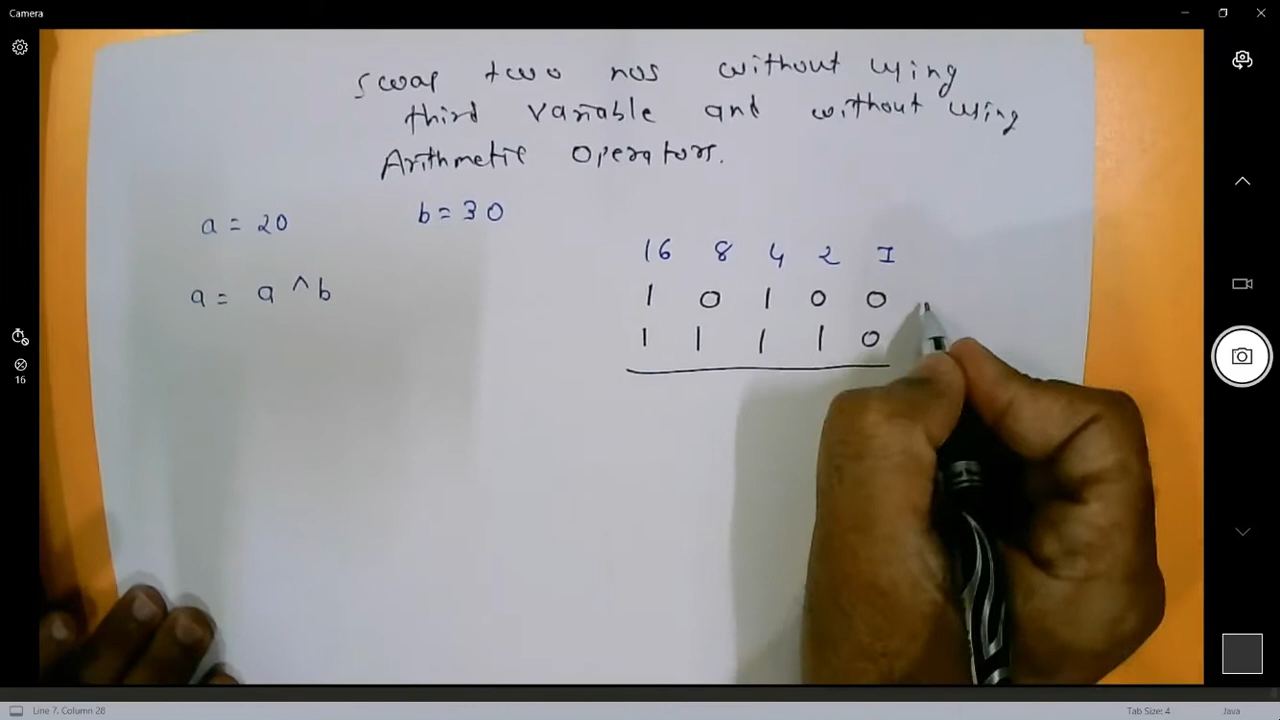 Camera
swap two nos without using
third variable and without using
Arithmetic Operators.
a = 20 b = 30
16 8 4 2 1
a = a ^ b
1 0 1 0 0
1 1 1 1 0
16
Line 7, Column 28 Tab Size: 4 Java